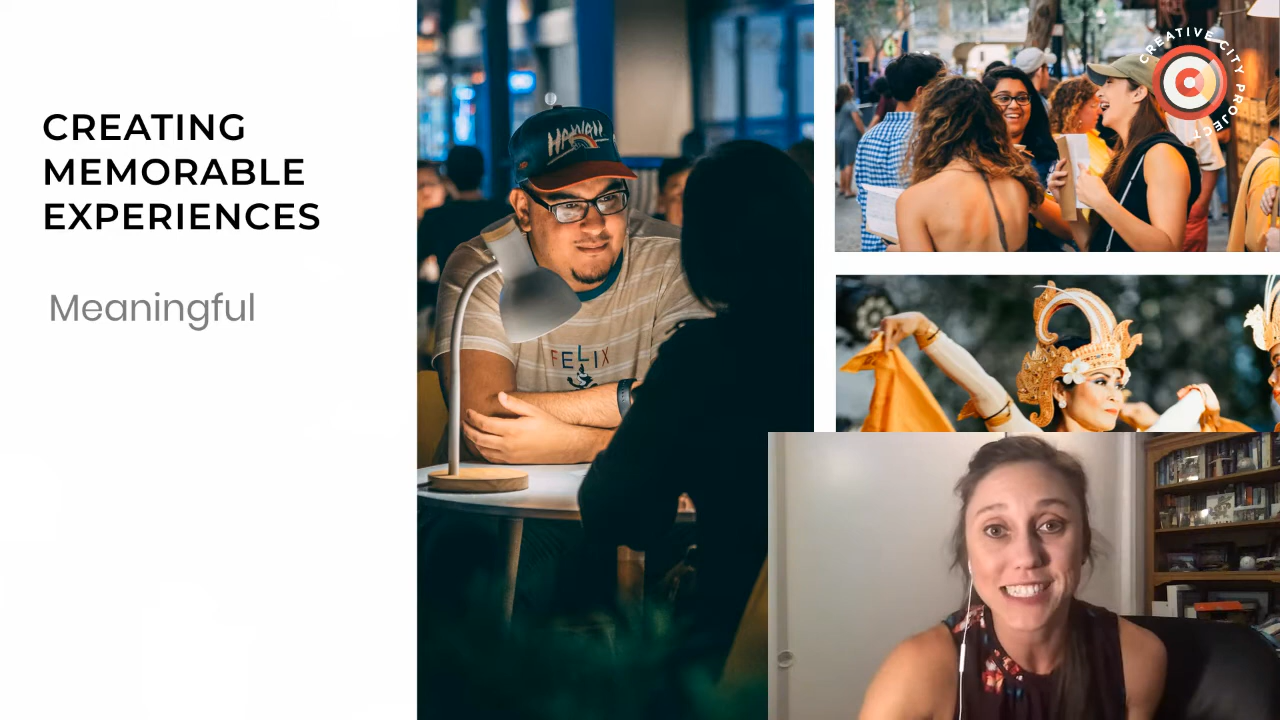 CREATING
MEMORABLE
EXPERIENCES
Meaningful
HAWAII
FELIX
CREATIVE CITY PROJECT